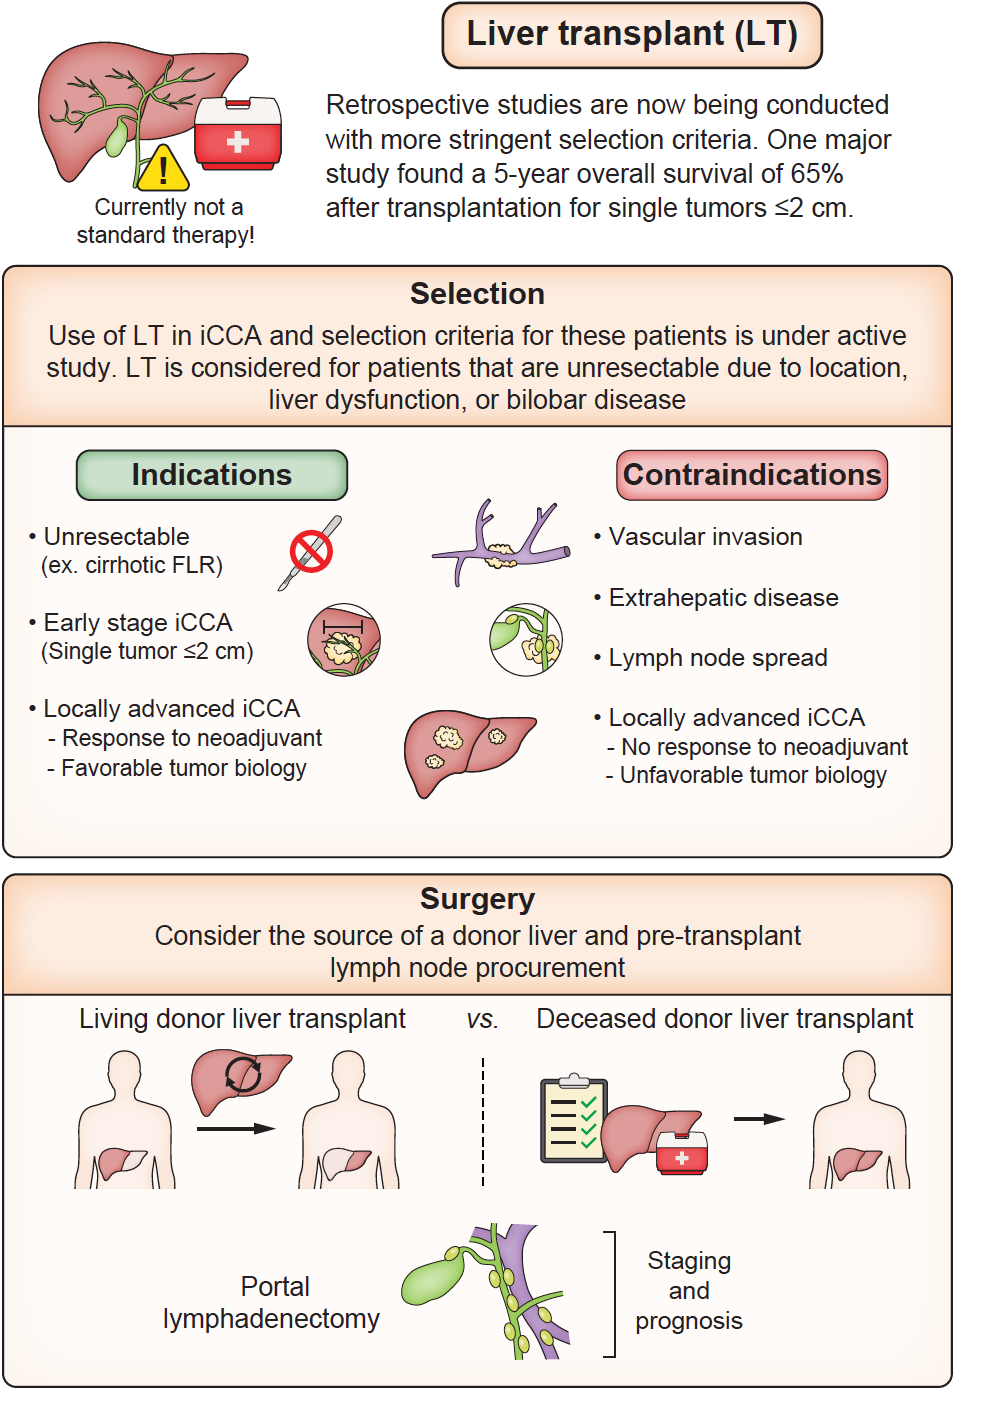 Liver transplant (LT)
Retrospective studies are now being conducted
with more stringent selection criteria. One major
study found a 5-year overall survival of 65%
after transplantation for single tumors ≤2 cm.
!
Currently not a
standard therapy!
Selection
Use of LT in iCCA and selection criteria for these patients is under active
study. LT is considered for patients that are unresectable due to location,
liver dysfunction, or bilobar disease
Indications
• Unresectable
(ex. cirrhotic FLR)
• Early stage iCCA
(Single tumor ≤2 cm)
• Locally advanced iCCA
- Response to neoadjuvant
- Favorable tumor biology
Contraindications
• Vascular invasion
• Extrahepatic disease
• Lymph node spread
• Locally advanced iCCA
- No response to neoadjuvant
- Unfavorable tumor biology
Surgery
Consider the source of a donor liver and pre-transplant
lymph node procurement
Living donor liver transplant vs. Deceased donor liver transplant
Portal
lymphadenectomy
Staging
and
prognosis